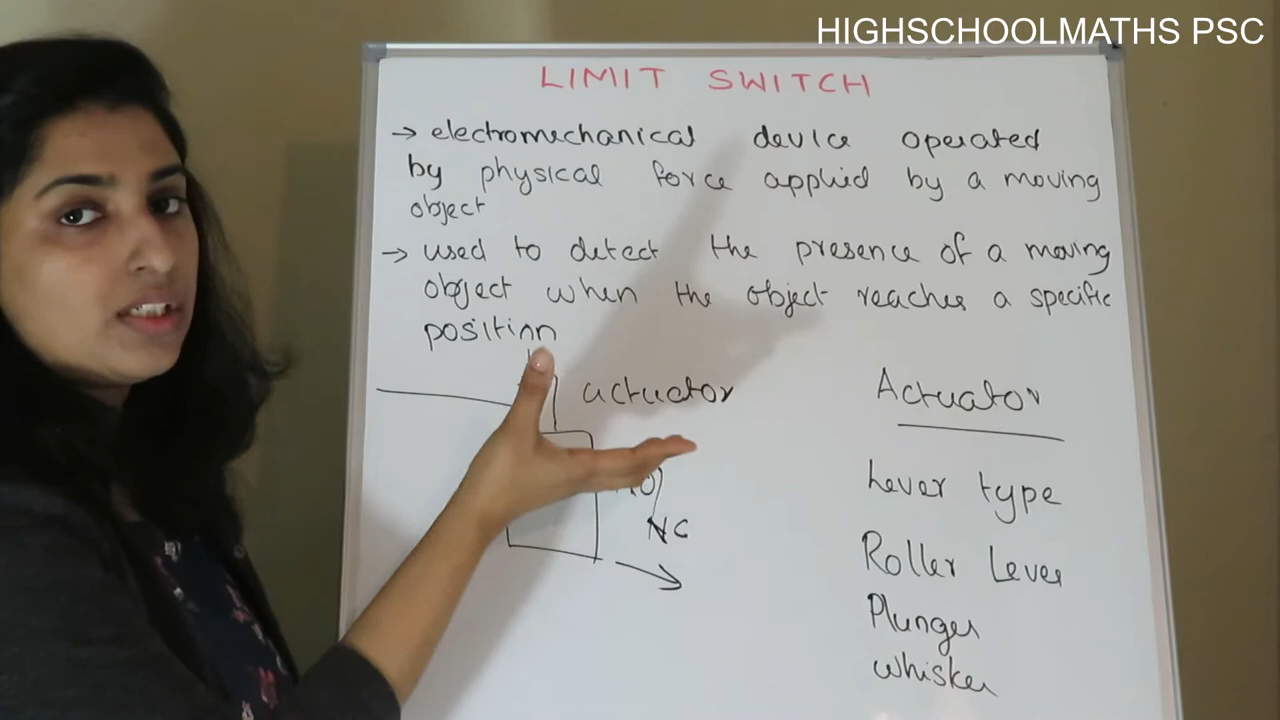 HIGHSCHOOLMATHS PSC
LIMIT SWITCH
→ electromechanical device operated
by physical force applied by a moving
object
→ used to detect the presence of a moving
object when the object reaches a specific
position
actuator
NC
Actuator
Lever type
Roller Lever
Plunger
Whisker